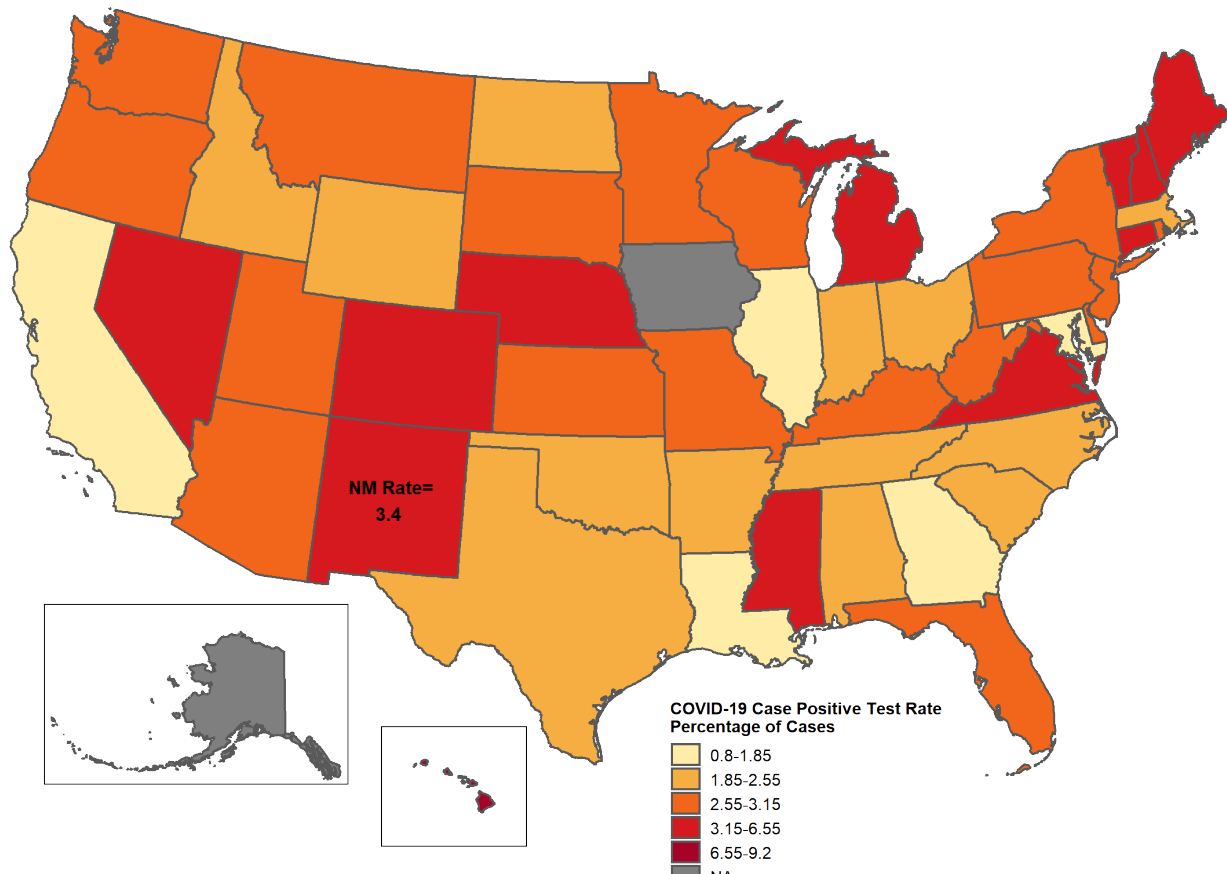 NM Rate=
3.4
COVID-19 Case Positive Test Rate
Percentage of Cases
0.8-1.85
1.85-2.55
2.55-3.15
3.15-6.55
6.55-9.2
NA